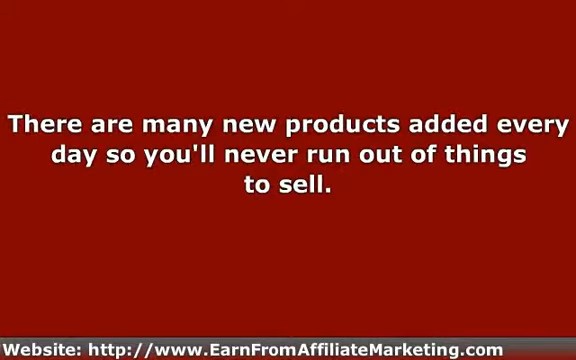 There are many new products added every
day so you'll never run out of things
to sell.
Website: http://www.EarnFromAffiliateMarketing.com